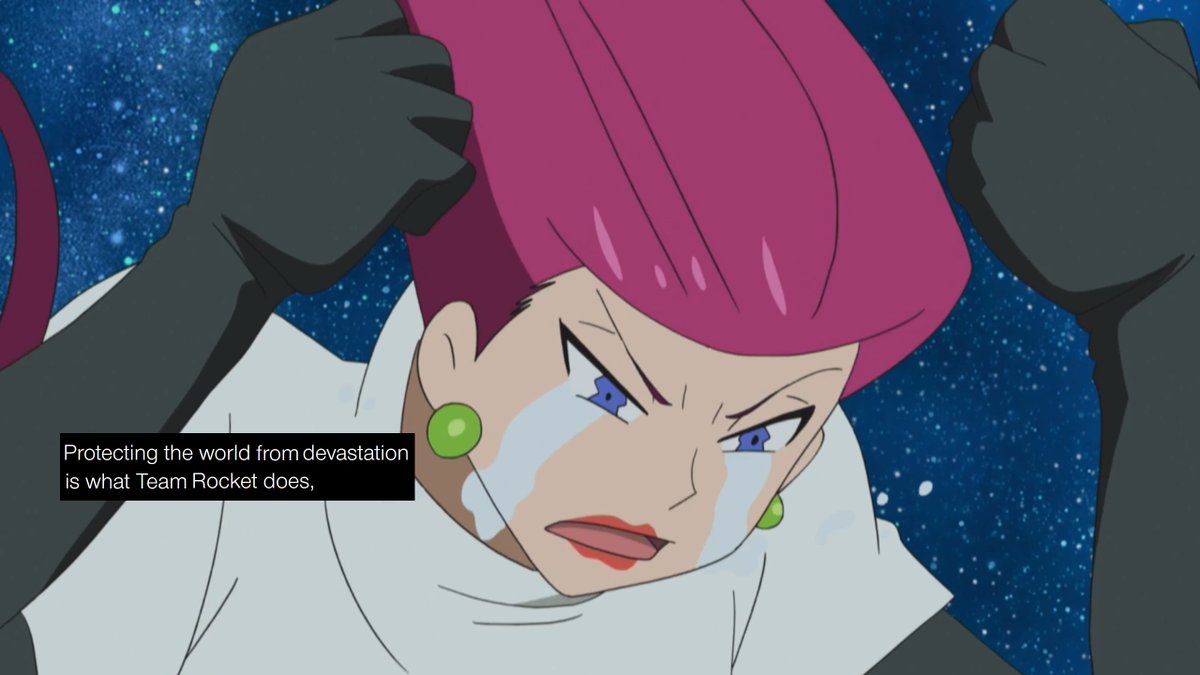 Protecting the world from devastation
is what Team Rocket does,